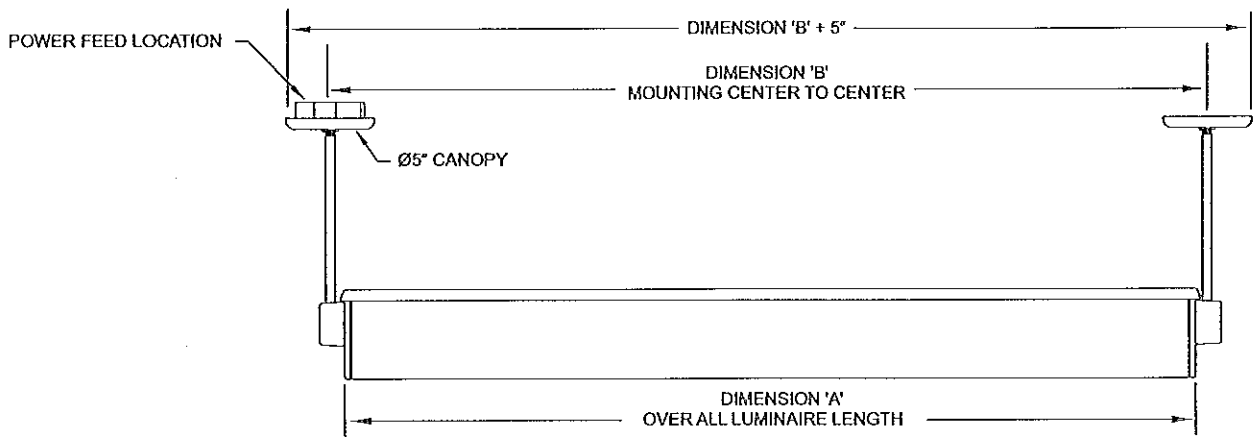 DIMENSION 'B' + 5"
POWER FEED LOCATION
DIMENSION 'B'
MOUNTING CENTER TO CENTER
Ø5" CANOPY
DIMENSION 'A'
OVER ALL LUMINAIRE LENGTH